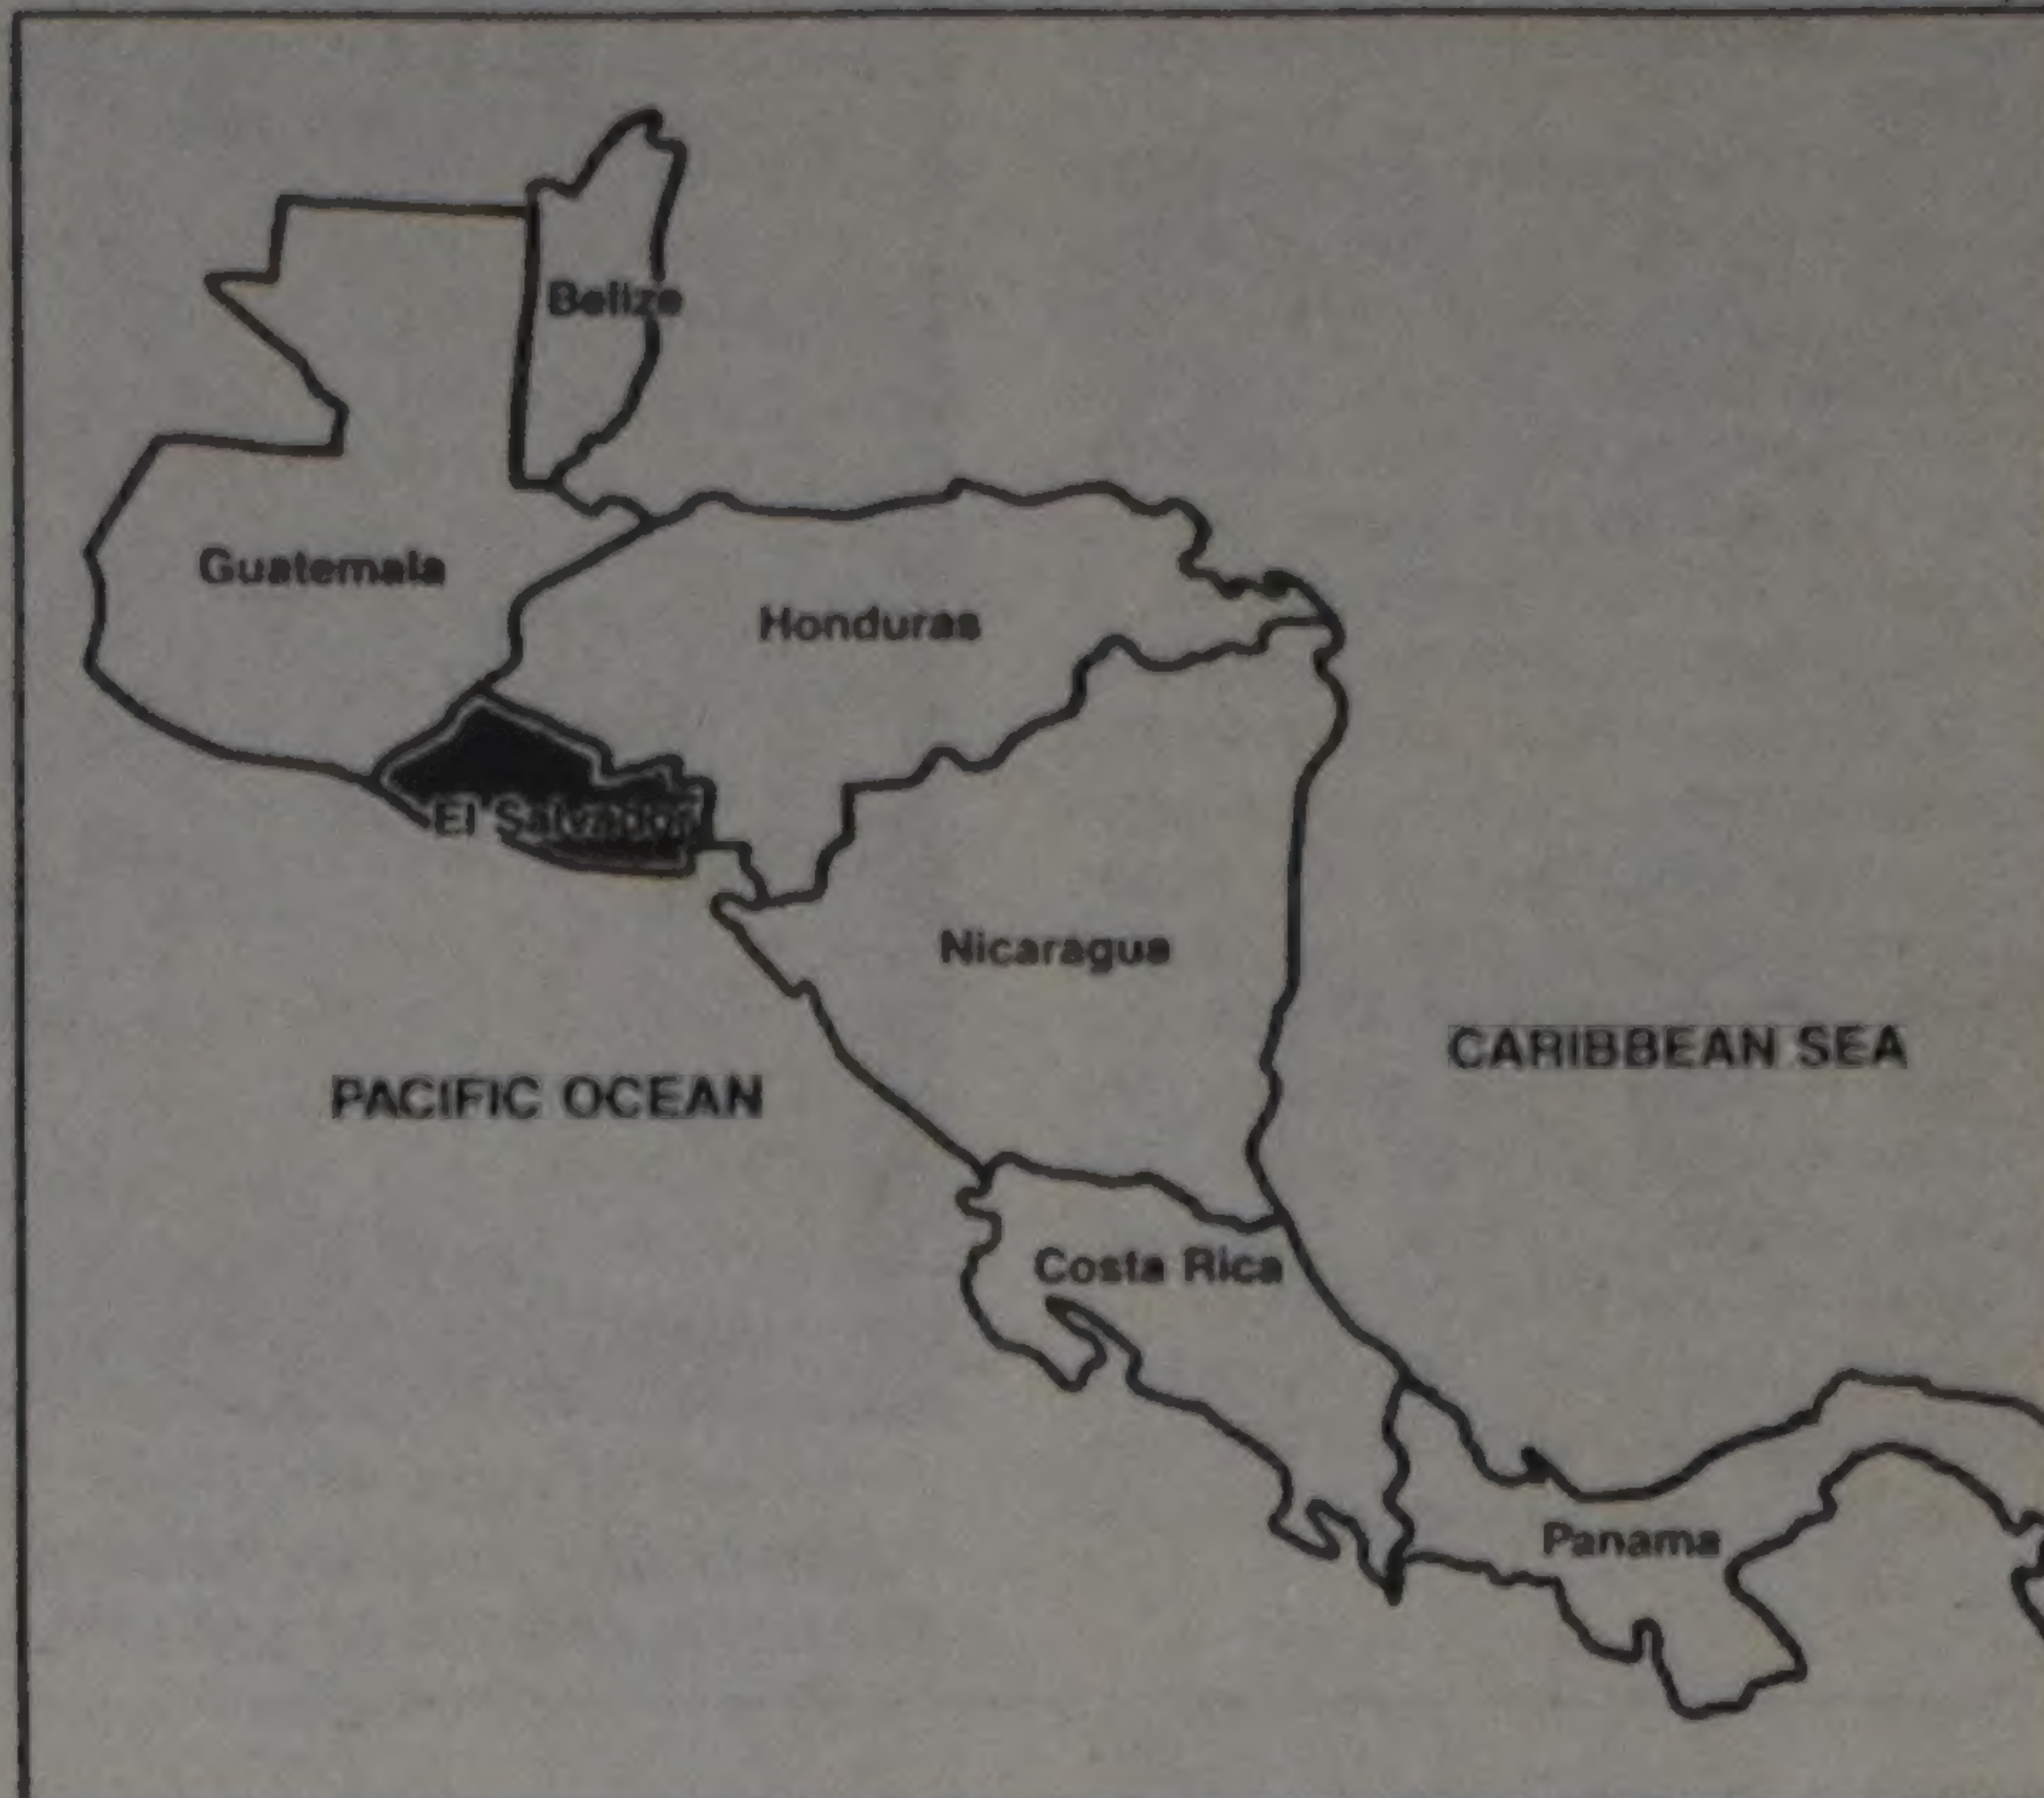 Belize
Guatemala
Honduras
El Salvador
Nicaragua
CARIBBEAN SEA
PACIFIC OCEAN
Costa Rica
Panama